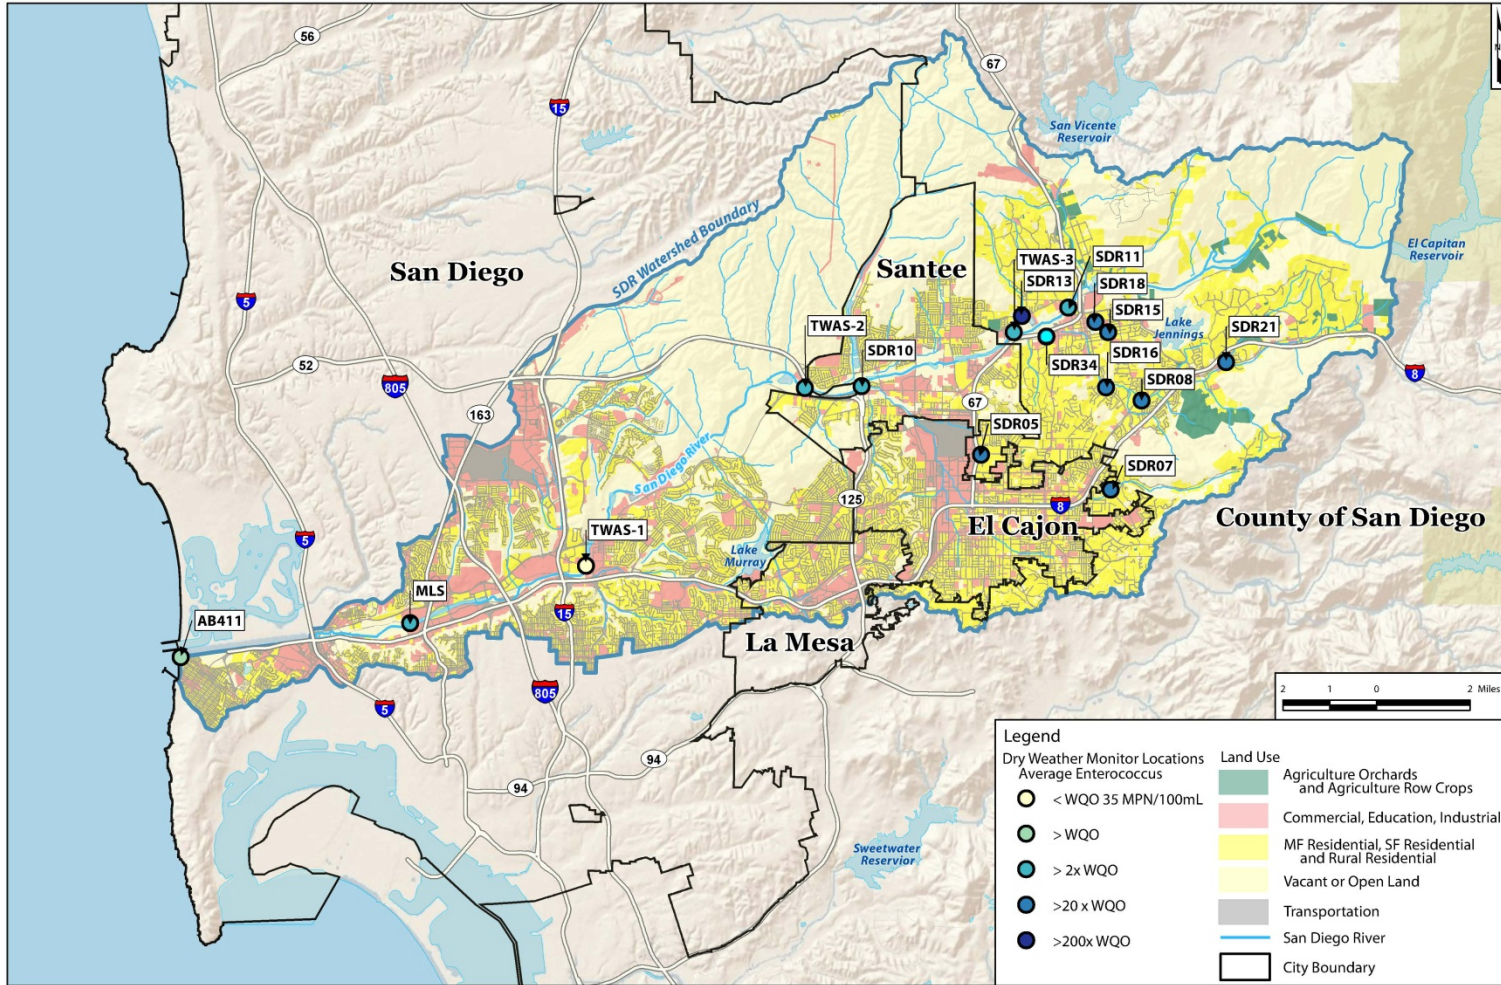 56
67
15
N
San Vicente
Reservoir
SDR Watershed Boundary
San Diego
Santee
TWAS-3
SDR11
SDR13
SDR18
SDR15
El Capitan
Reservoir
5
TWAS-2
Lake
Jennings
SDR21
SDR10
SDR16
SDR34
52
805
163
67
SDR08
8
SDR05
San Diego River
SDR07
125
8
El Cajon
County of San Diego
5
TWAS-1
Lake
Murray
MLS
15
AB411
La Mesa
805
5
94
94
Sweetwater
Reservior
2 1 0 2 Miles
Legend
Dry Weather Monitor Locations
Average Enterococcus
< WQO 35 MPN/100mL
> WQO
> 2x WQO
>20 x WQO
>200x WQO
Land Use
Agriculture Orchards
and Agriculture Row Crops
Commercial, Education, Industrial
MF Residential, SF Residential
and Rural Residential
Vacant or Open Land
Transportation
San Diego River
City Boundary